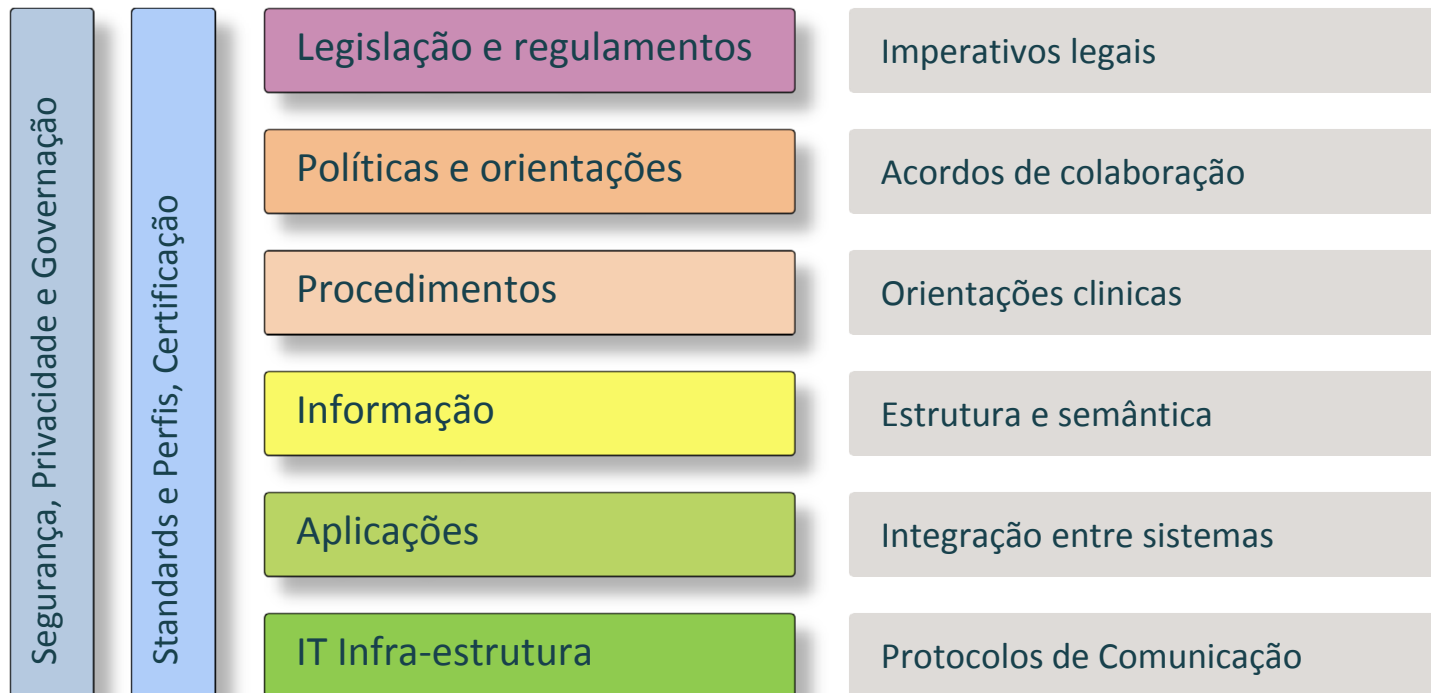 Segurança, Privacidade e Governação
Standards e Perfis, Certificação
Legislação e regulamentos
Imperativos legais
Políticas e orientações
Acordos de colaboração
Procedimentos
Orientações clinicas
Informação
Estrutura e semântica
Aplicações
Integração entre sistemas
IT Infra-estrutura
Protocolos de Comunicação